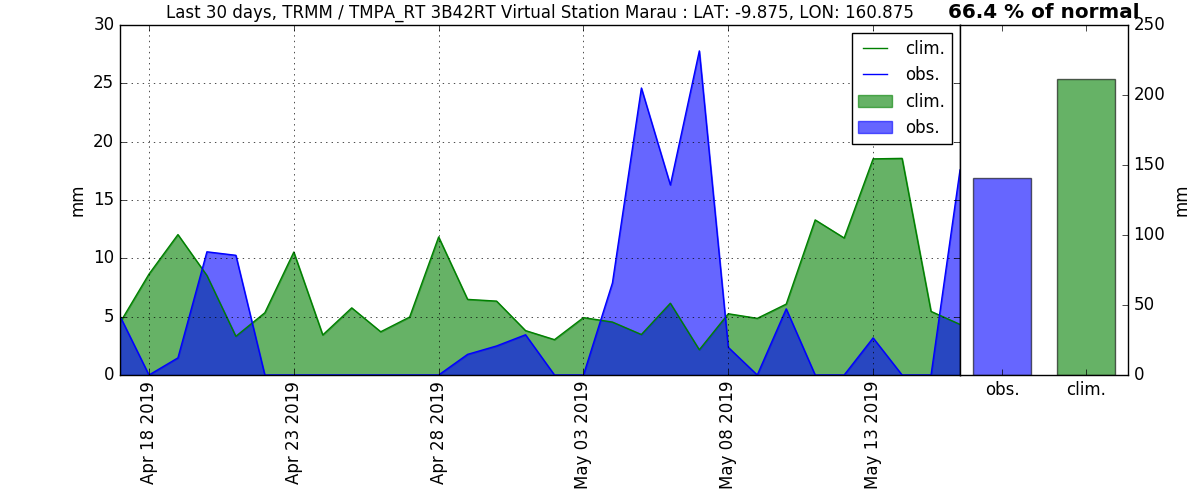 Last 30 days, TRMM / TMPA_RT 3B42RT Virtual Station Marau : LAT: -9.875, LON: 160.875
66.4 % of normal
30
25
20
15
10
5
0
mm
clim.
obs.
clim.
obs.
250
200
150
100
50
0
mm
obs.
clim.
Apr 18 2019
Apr 23 2019
Apr 28 2019
May 03 2019
May 08 2019
May 13 2019